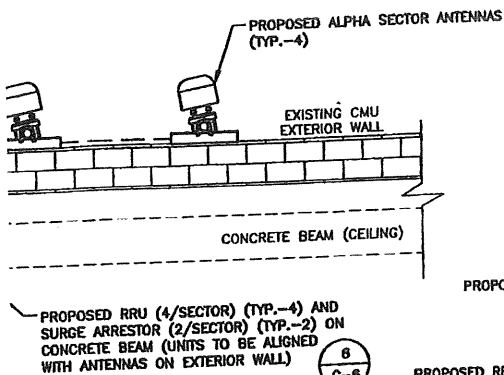 PROPOSED ALPHA SECTOR ANTENNAS
(TYP.-4)
EXISTING CMU
EXTERIOR WALL
CONCRETE BEAM (CEILING)
PROPOSED RRU (4/SECTOR) (TYP.-4) AND
SURGE ARRESTOR (2/SECTOR) (TYP.-2) ON
CONCRETE BEAM (UNITS TO BE ALIGNED
WITH ANTENNAS ON EXTERIOR WALL)
6
C-6
PROPO
PROPOSED RR